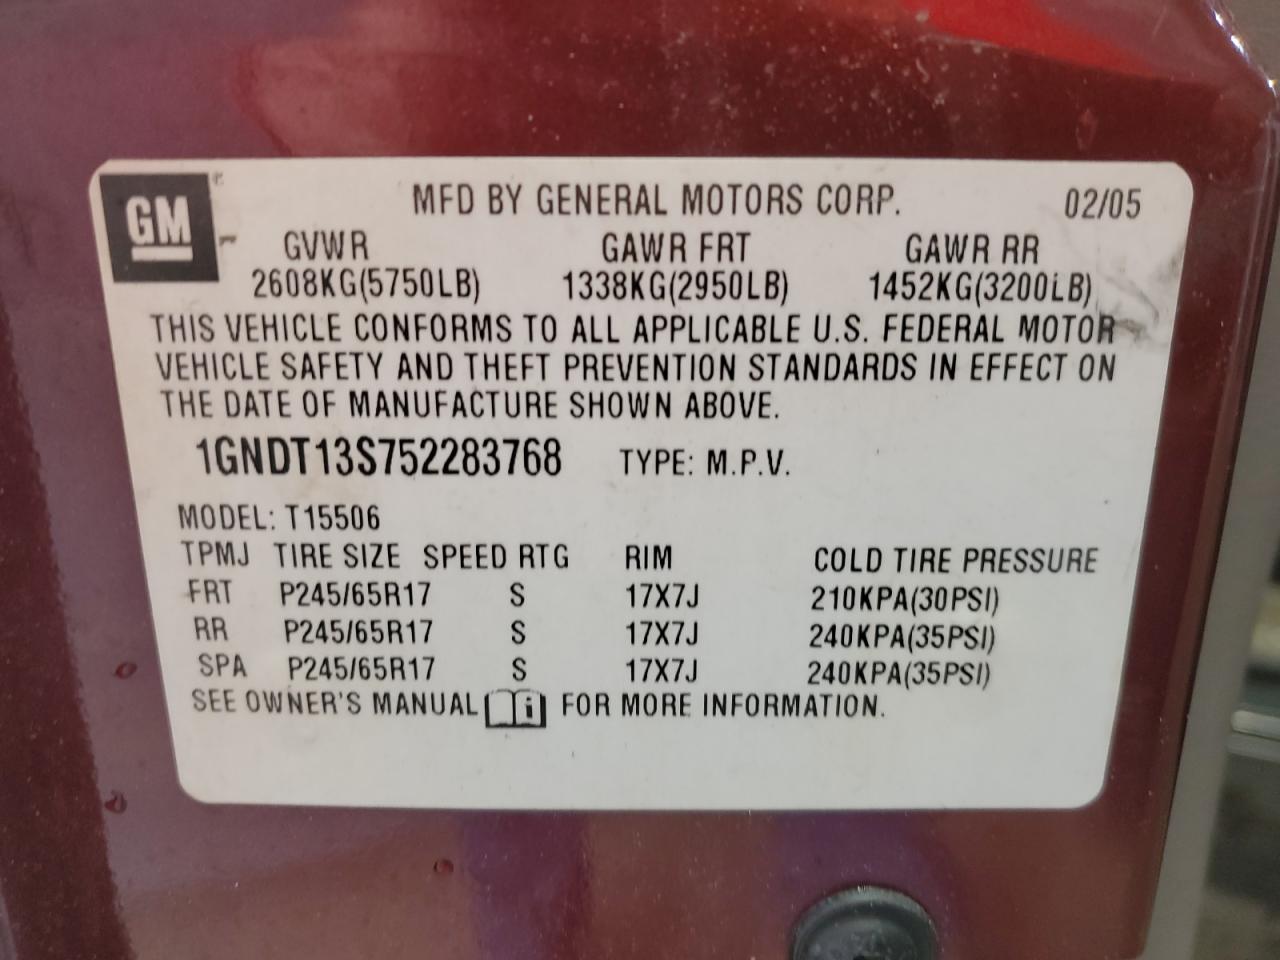 GM MFD BY GENERAL MOTORS CORP. 02/05
GVWR GAWR FRT GAWR RR
2608KG(5750LB) 1338KG(2950LB) 1452KG(3200LB)
THIS VEHICLE CONFORMS TO ALL APPLICABLE U.S. FEDERAL MOTOR
VEHICLE SAFETY AND THEFT PREVENTION STANDARDS IN EFFECT ON
THE DATE OF MANUFACTURE SHOWN ABOVE.
1GNDT13S752283768 TYPE: M.P.V.
MODEL: T15506
TPMJ TIRE SIZE SPEED RTG RIM COLD TIRE PRESSURE
FRT P245/65R17 S 17X7J 210KPA(30PSI)
RR P245/65R17 S 17X7J 240KPA(35PSI)
SPA P245/65R17 S 17X7J 240KPA(35PSI)
SEE OWNER'S MANUAL i FOR MORE INFORMATION.